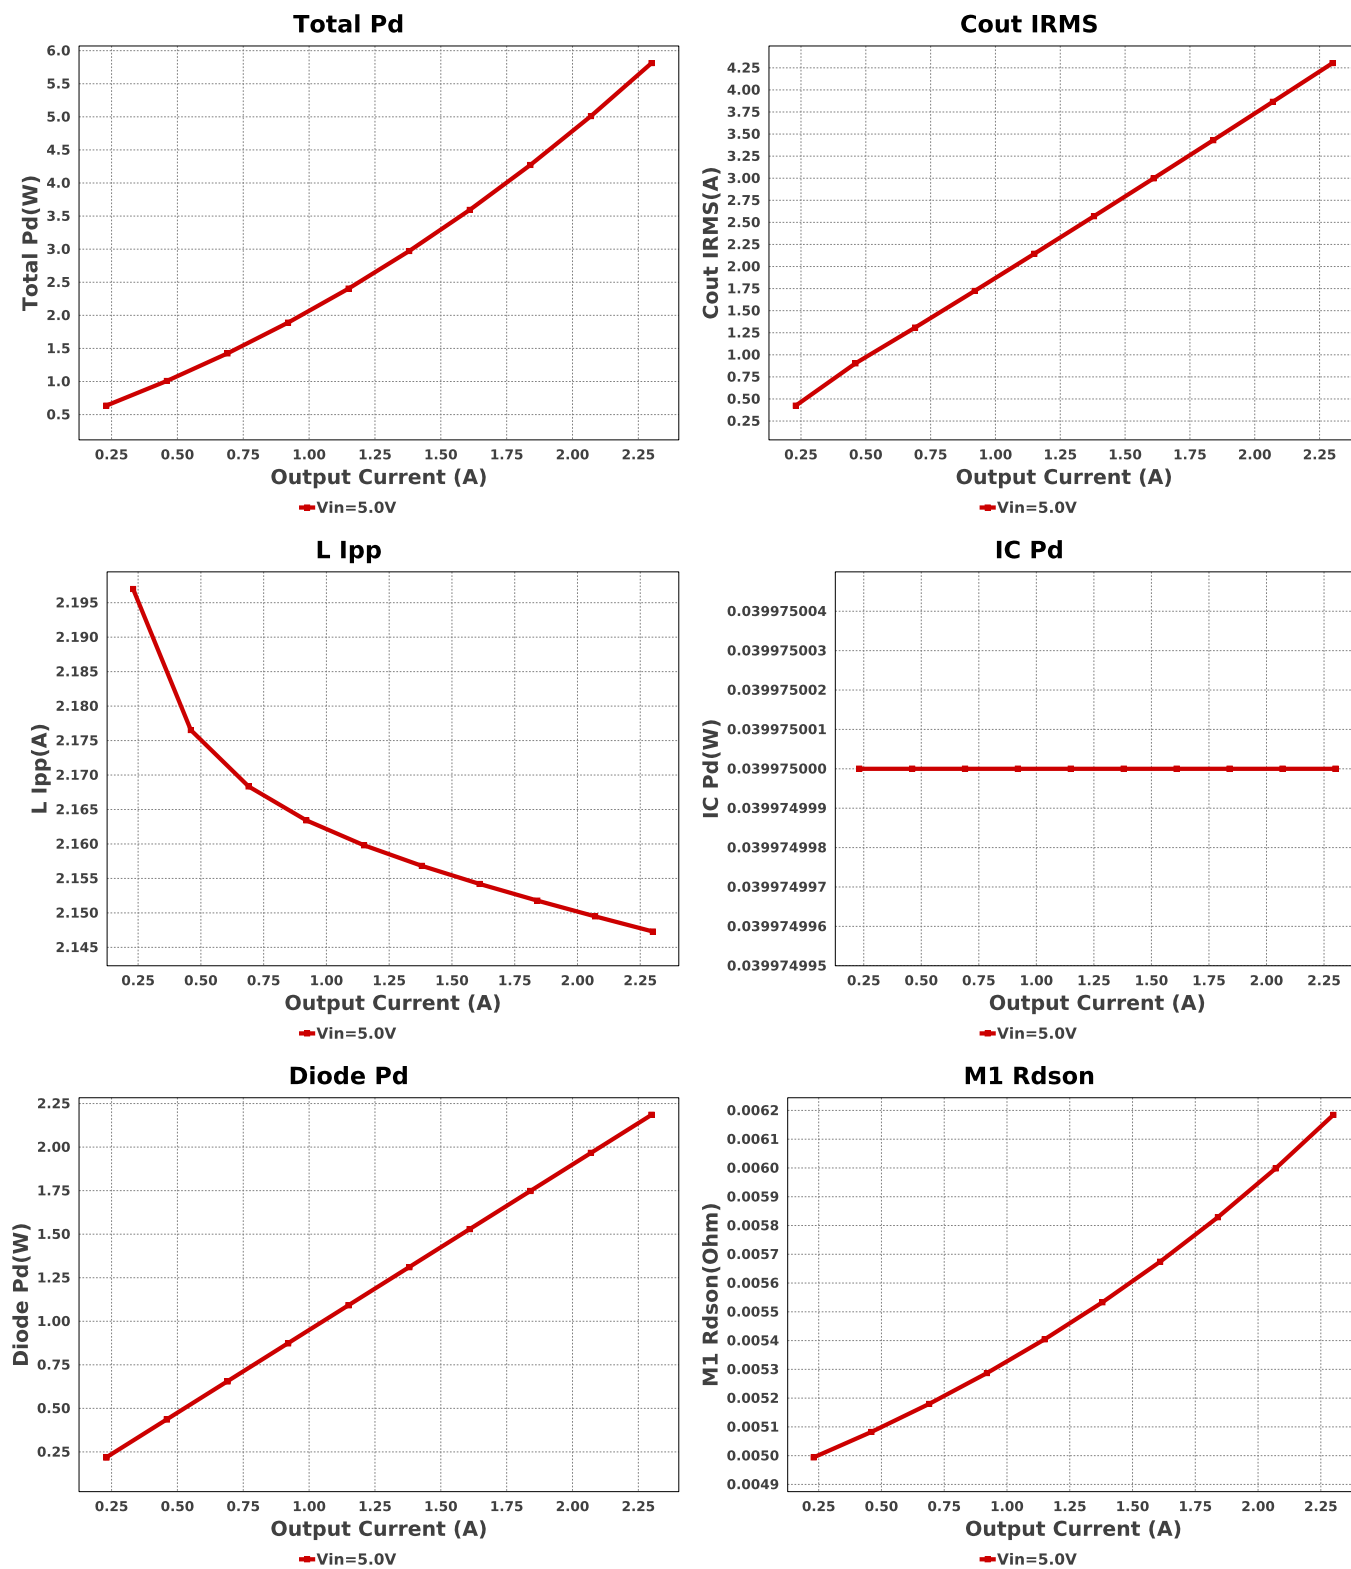 Total Pd
Total Pd(W)
6.0
5.5
5.0
4.5
4.0
3.5
3.0
2.5
2.0
1.5
1.0
0.5
0.25 0.50 0.75 1.00 1.25 1.50 1.75 2.00 2.25
Output Current (A)
Vin=5.0V
Cout IRMS
Cout IRMS(A)
4.25
4.00
3.75
3.50
3.25
3.00
2.75
2.50
2.25
2.00
1.75
1.50
1.25
1.00
0.75
0.50
0.25
0.25 0.50 0.75 1.00 1.25 1.50 1.75 2.00 2.25
Output Current (A)
Vin=5.0V
L Ipp
L Ipp(A)
2.195
2.190
2.185
2.180
2.175
2.170
2.165
2.160
2.155
2.150
2.145
0.25 0.50 0.75 1.00 1.25 1.50 1.75 2.00 2.25
Output Current (A)
Vin=5.0V
IC Pd
IC Pd(W)
0.039975004
0.039975003
0.039975002
0.039975001
0.039975000
0.039974999
0.039974998
0.039974997
0.039974996
0.039974995
0.25 0.50 0.75 1.00 1.25 1.50 1.75 2.00 2.25
Output Current (A)
Vin=5.0V
Diode Pd
Diode Pd(W)
2.25
2.00
1.75
1.50
1.25
1.00
0.75
0.50
0.25
0.25 0.50 0.75 1.00 1.25 1.50 1.75 2.00 2.25
Output Current (A)
Vin=5.0V
M1 Rdson
M1 Rdson(Ohm)
0.0062
0.0061
0.0060
0.0059
0.0058
0.0057
0.0056
0.0055
0.0054
0.0053
0.0052
0.0051
0.0050
0.0049
0.25 0.50 0.75 1.00 1.25 1.50 1.75 2.00 2.25
Output Current (A)
Vin=5.0V